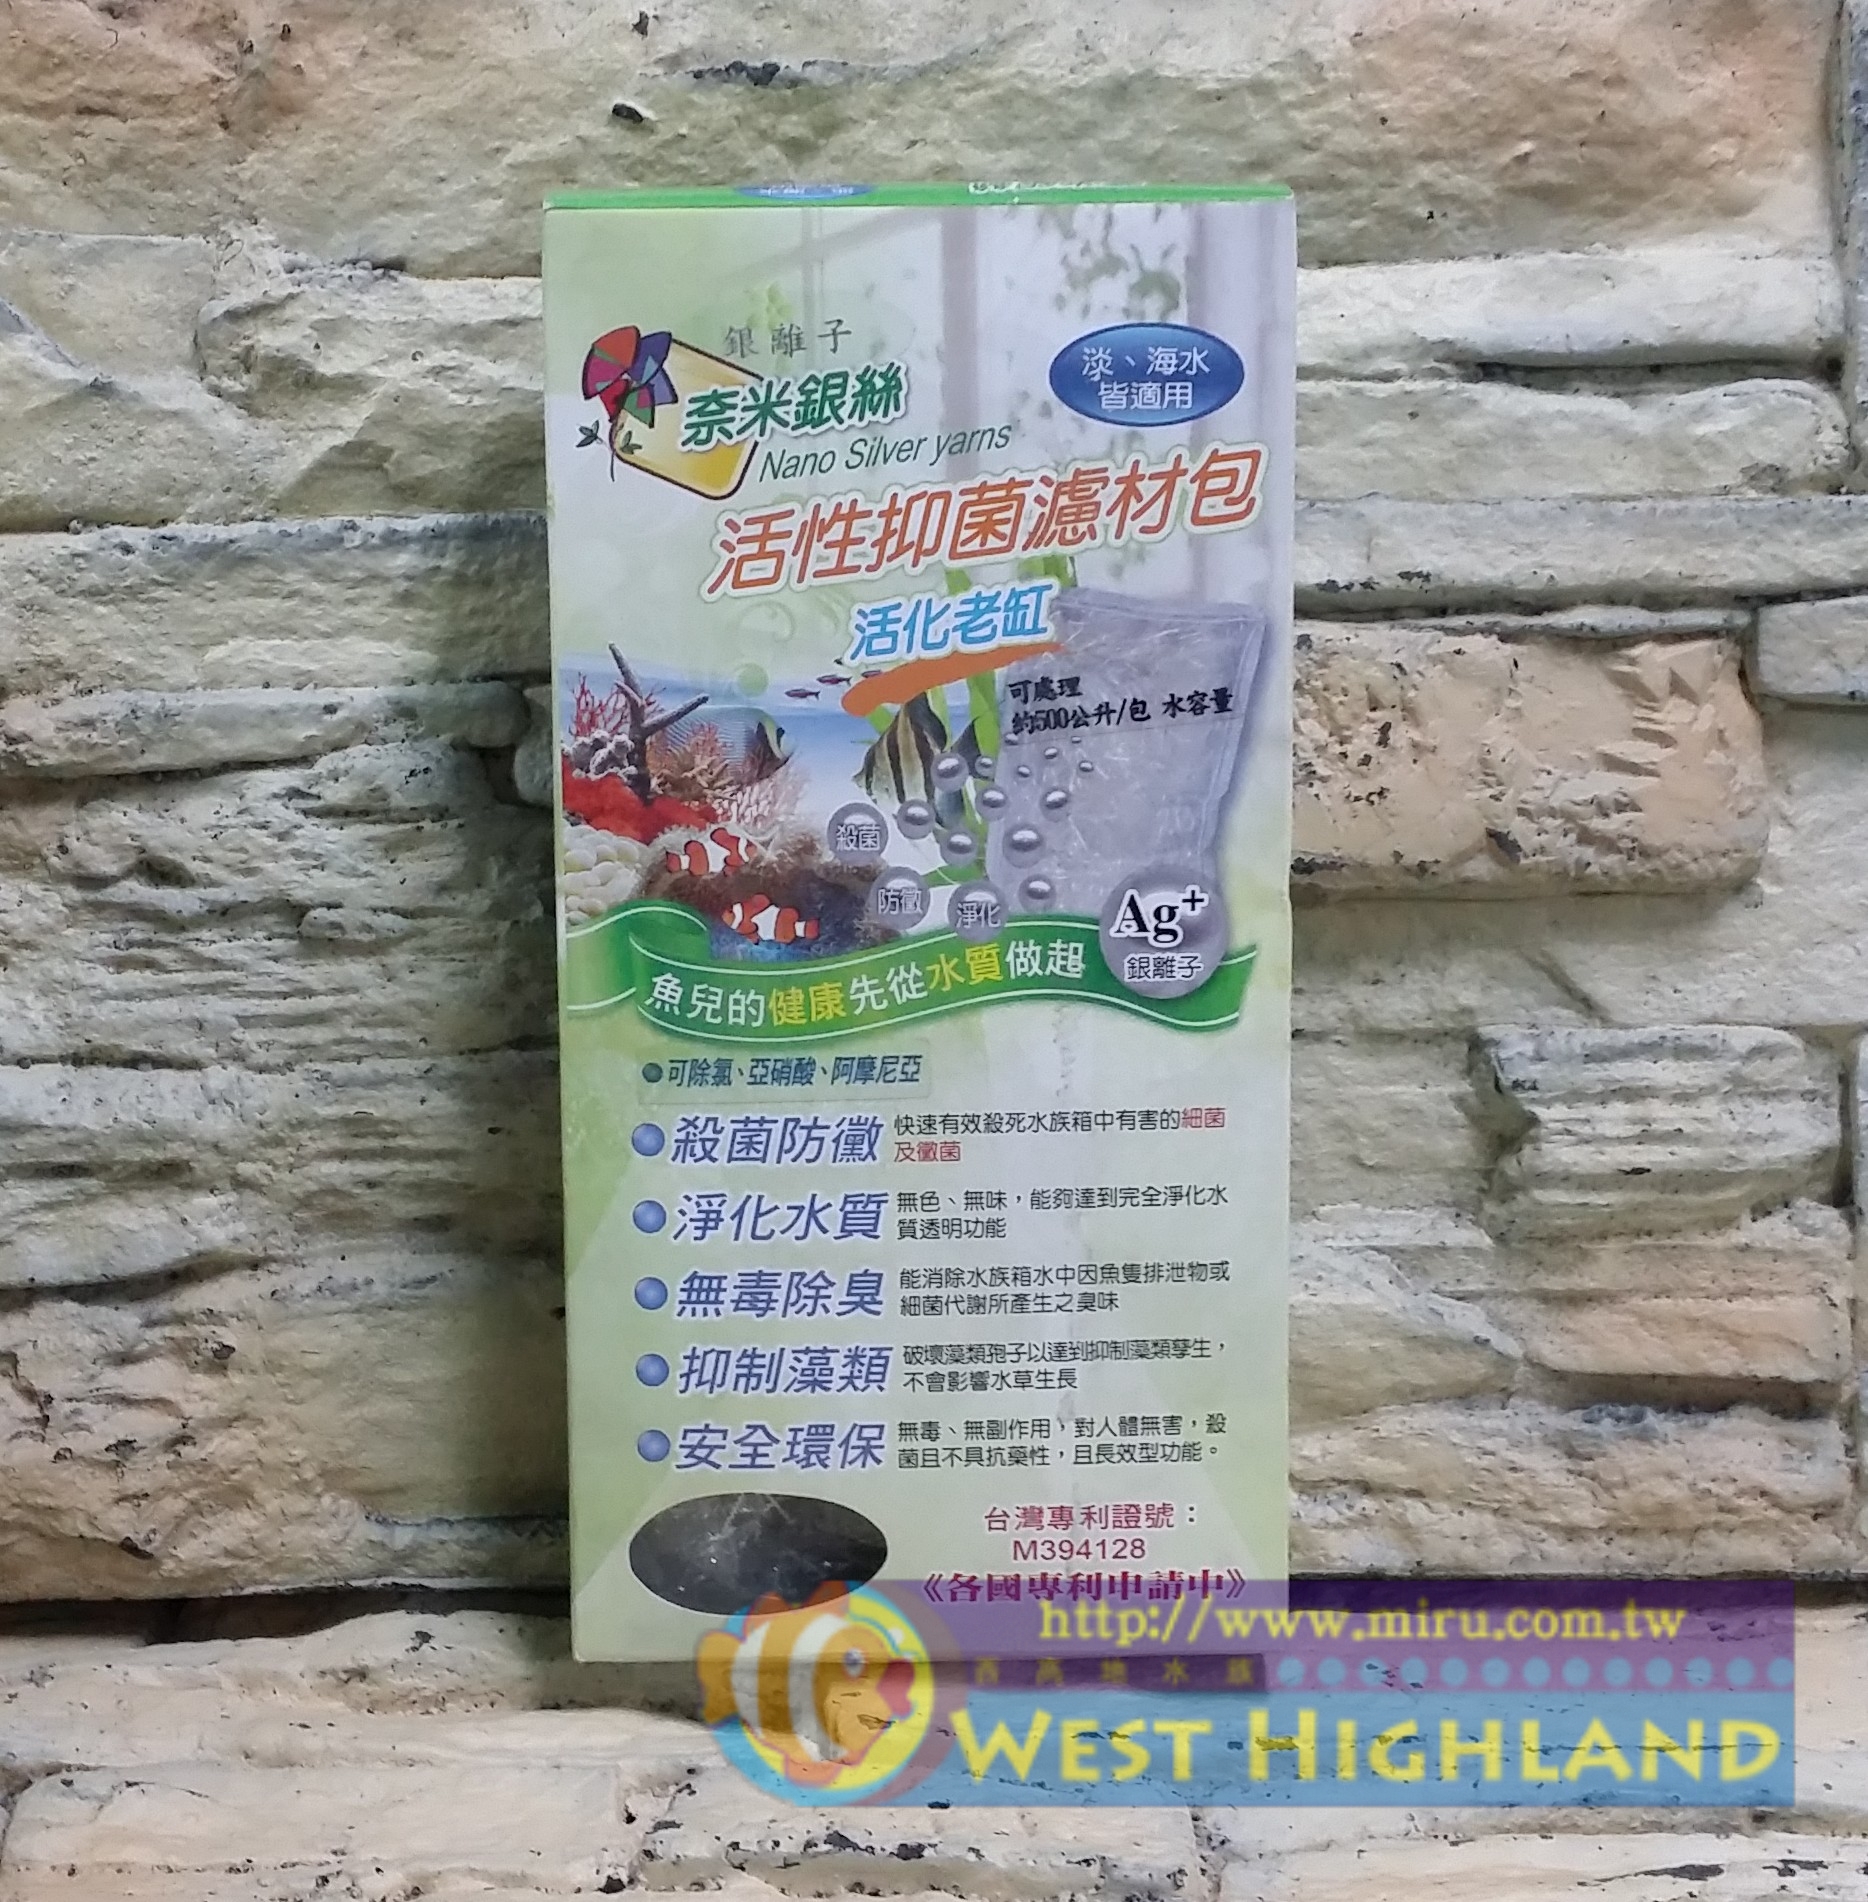 銀離子
奈米銀絲
Nano Silver yarns
淡、海水
皆適用
活性抑菌濾材包
活化老缸
可處理
約500公升/包 水容量
殺菌
防黴
淨化
Ag+
銀離子
魚兒的健康先從水質做起
●可除氯、亞硝酸、阿摩尼亞
殺菌防黴
快速有效殺死水族箱中有害的細菌
及黴菌
淨化水質
無色、無味，能夠達到完全淨化水
質透明功能
無毒除臭
能消除水族箱水中因魚隻排泄物或
細菌代謝所產生之臭味
抑制藻類
破壞藻類孢子以達到抑制藻類孳生，
不會影響水草生長
安全環保
無毒、無副作用，對人體無害，殺
菌且不具抗藥性，且長效型功能。
台灣專利證號：
M394128
《各國專利申請中》
http://www.miru.com.tw
西高地水族
WEST HIGHLAND